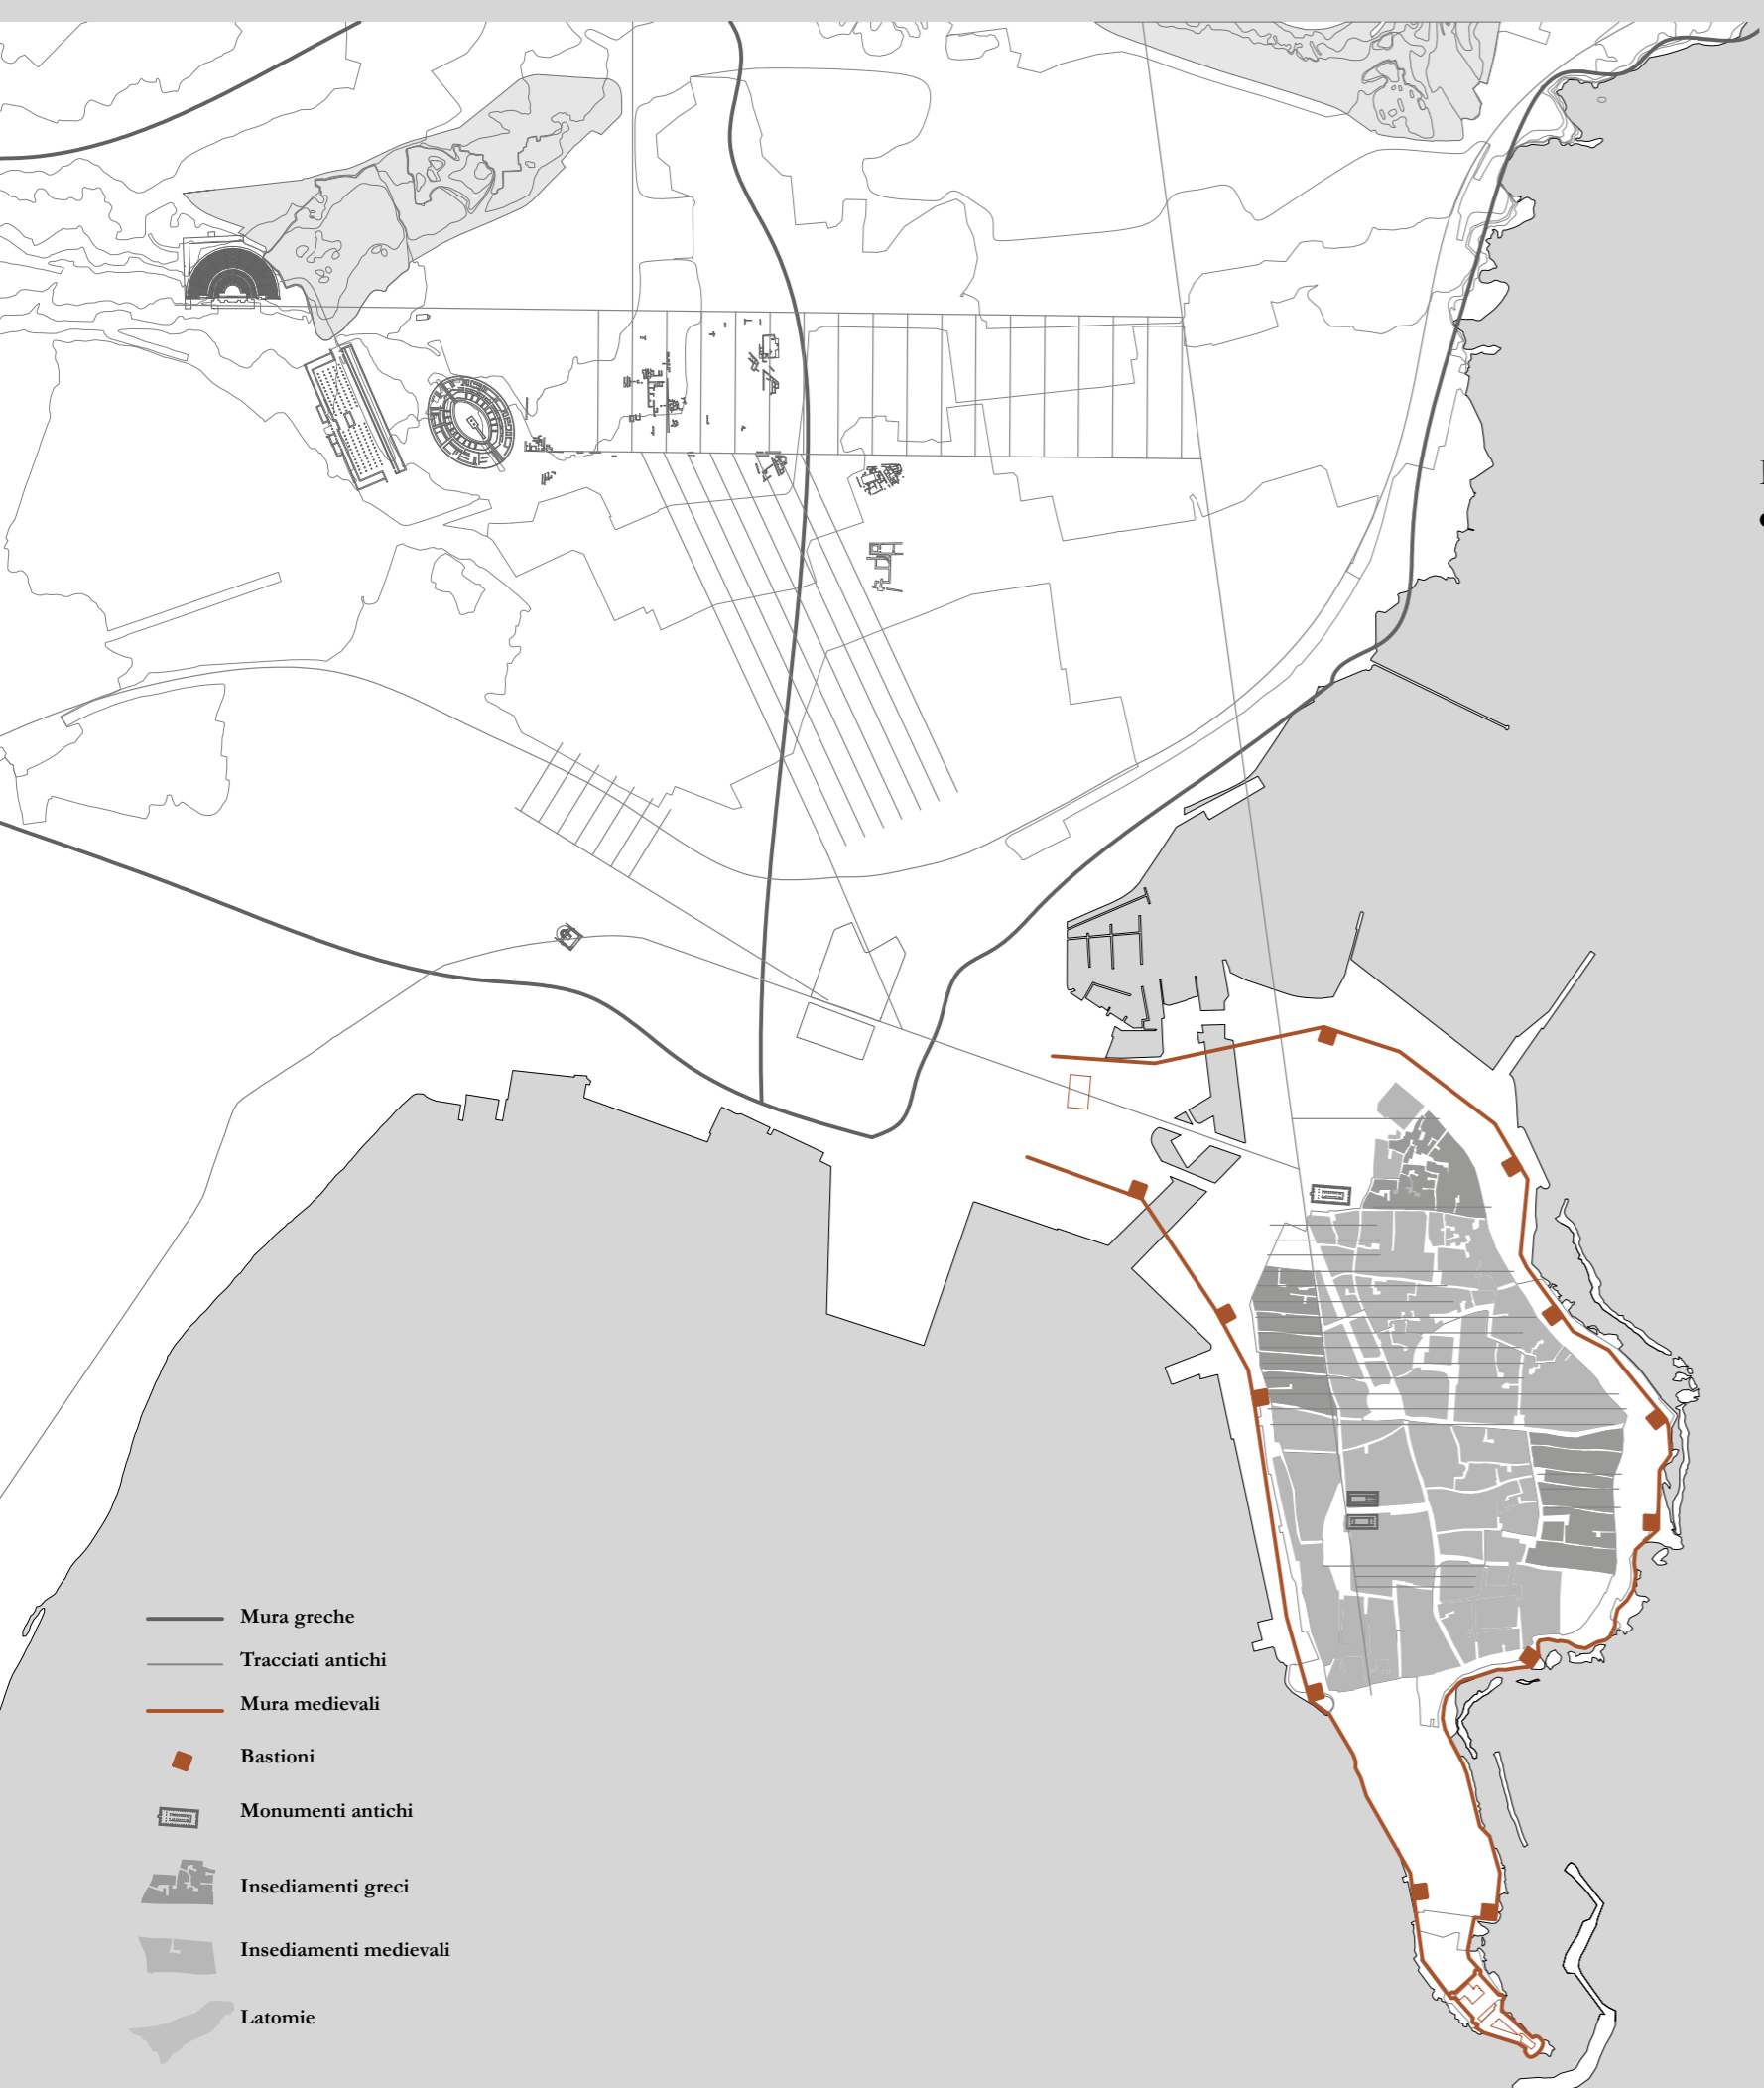 Mura greche
Tracciati antichi
Mura medievali
Bastioni
Monumenti antichi
Insediamenti greci
Insediamenti medievali
Latomie